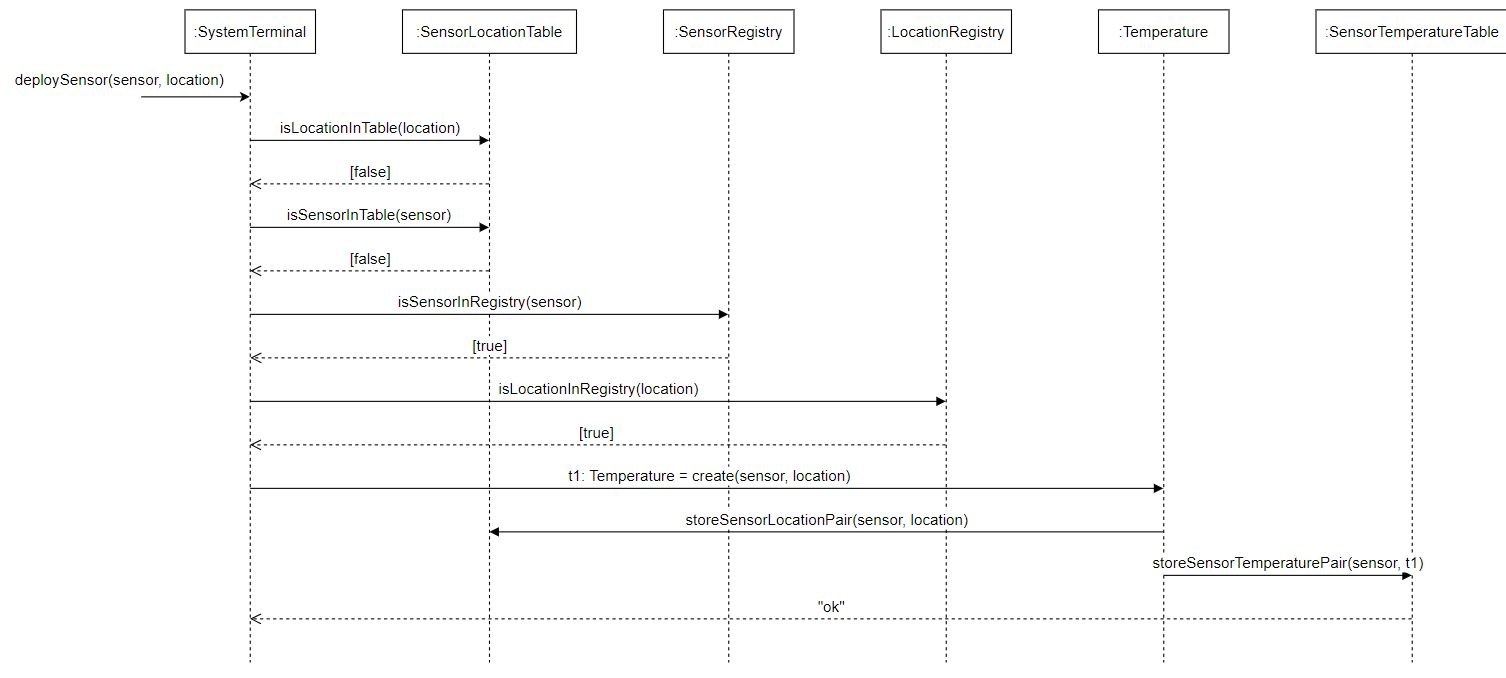 :SystemTerminal
:SensorLocationTable
:SensorRegistry
:LocationRegistry
:Temperature
:SensorTemperatureTable
deploySensor(sensor, location)
isLocationInTable(location)
[false]
isSensorInTable(sensor)
[false]
isSensorInRegistry(sensor)
[true]
isLocationInRegistry(location)
[true]
t1: Temperature = create(sensor, location)
storeSensorLocationPair(sensor, location)
storeSensorTemperaturePair(sensor, t1)
"ok"